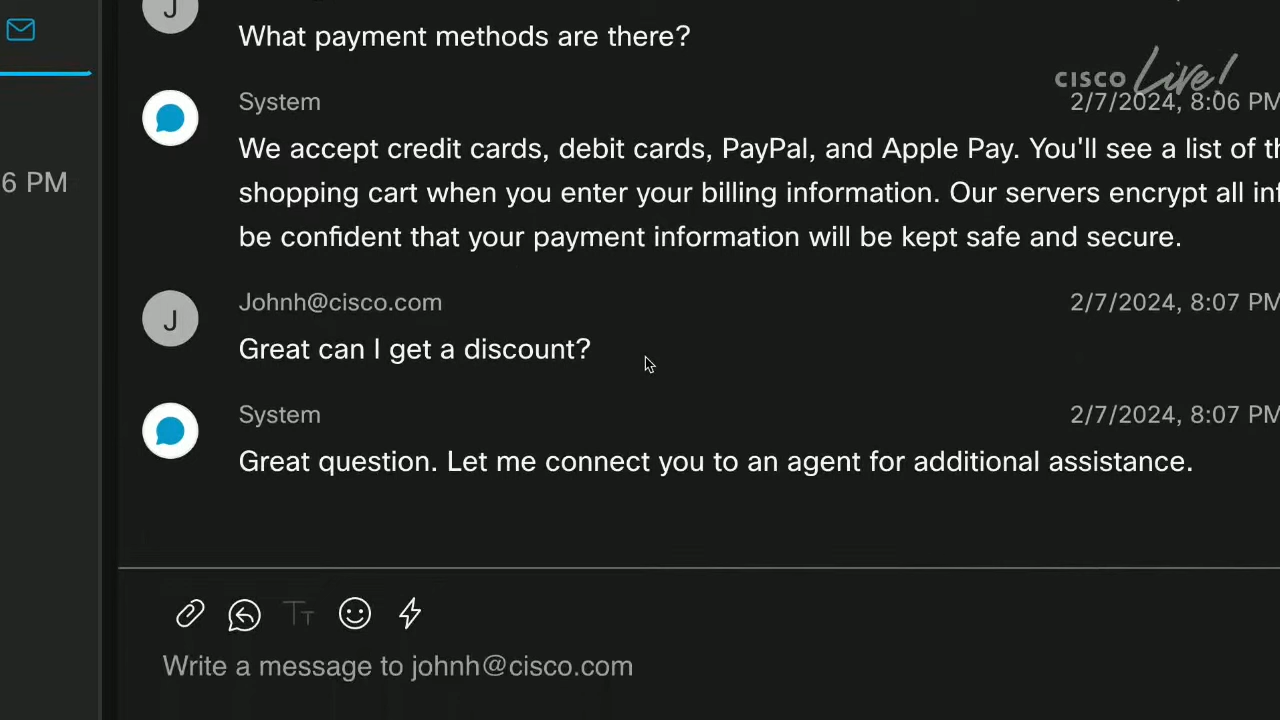 J
What payment methods are there?
CISCO Live!
System
2/7/2024, 8:06 PM
We accept credit cards, debit cards, PayPal, and Apple Pay. You'll see a list of
6 PM
shopping cart when you enter your billing information. Our servers encrypt all
be confident that your payment information will be kept safe and secure.
Johnh@cisco.com
2/7/2024, 8:07 PM
J
Great can I get a discount?
System
2/7/2024, 8:07 PM
Great question. Let me connect you to an agent for additional assistance.
TT
Write a message to johnh@cisco.com